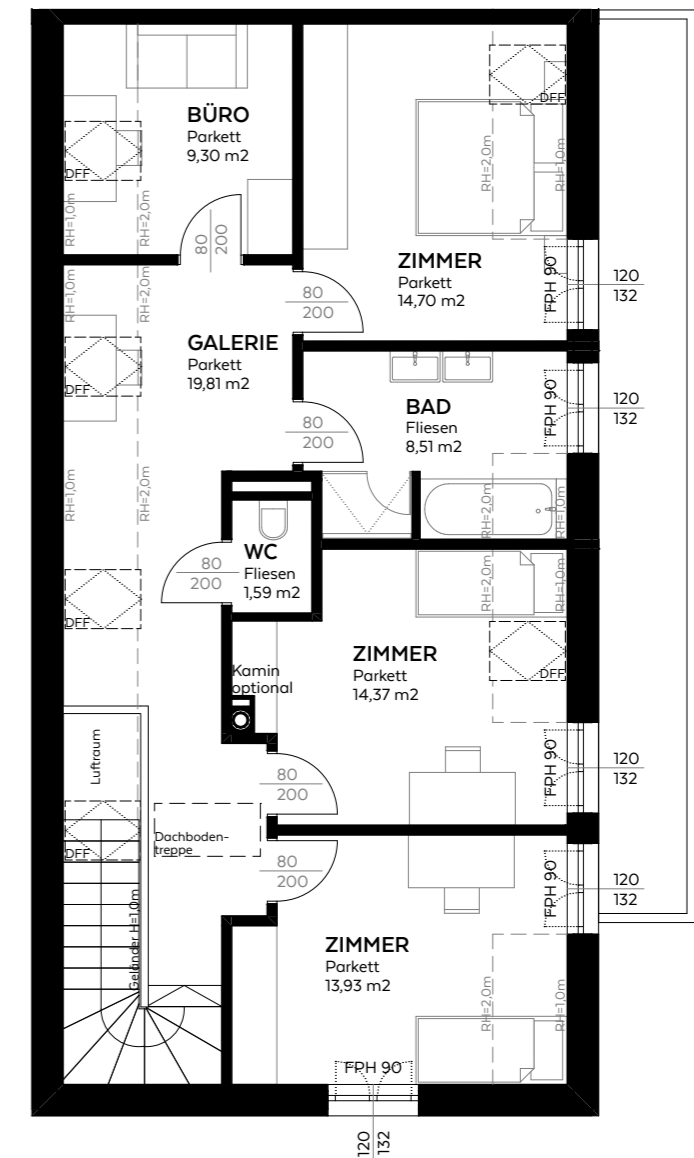 BÜRO
Parkett
9,30 m2
DFF
RH=1,0m
RH=2,0m
80
200
DFF
RH=2,0m
RH=1,0m
ZIMMER
Parkett
14,70 m2
FPH 90
120
132
80
200
RH=2,0m
GALERIE
Parkett
19,81 m2
DFF
RH=1,0m
RH=2,0m
80
200
BAD
Fliesen
8,51 m2
FPH 90
120
132
RH=2,0m
RH=1,0m
WC
Fliesen
1,59 m2
80
200
DFF
RH=2,0m
RH=1,0m
ZIMMER
Parkett
14,37 m2
DFF
Kamin
optional
FPH 90
120
132
80
200
Luftraum
DFF
Dachboden-
treppe
80
200
Geländer H=1,0m
FPH 90
120
132
ZIMMER
Parkett
13,93 m2
RH=2,0m
RH=1,0m
FPH 90
120
132